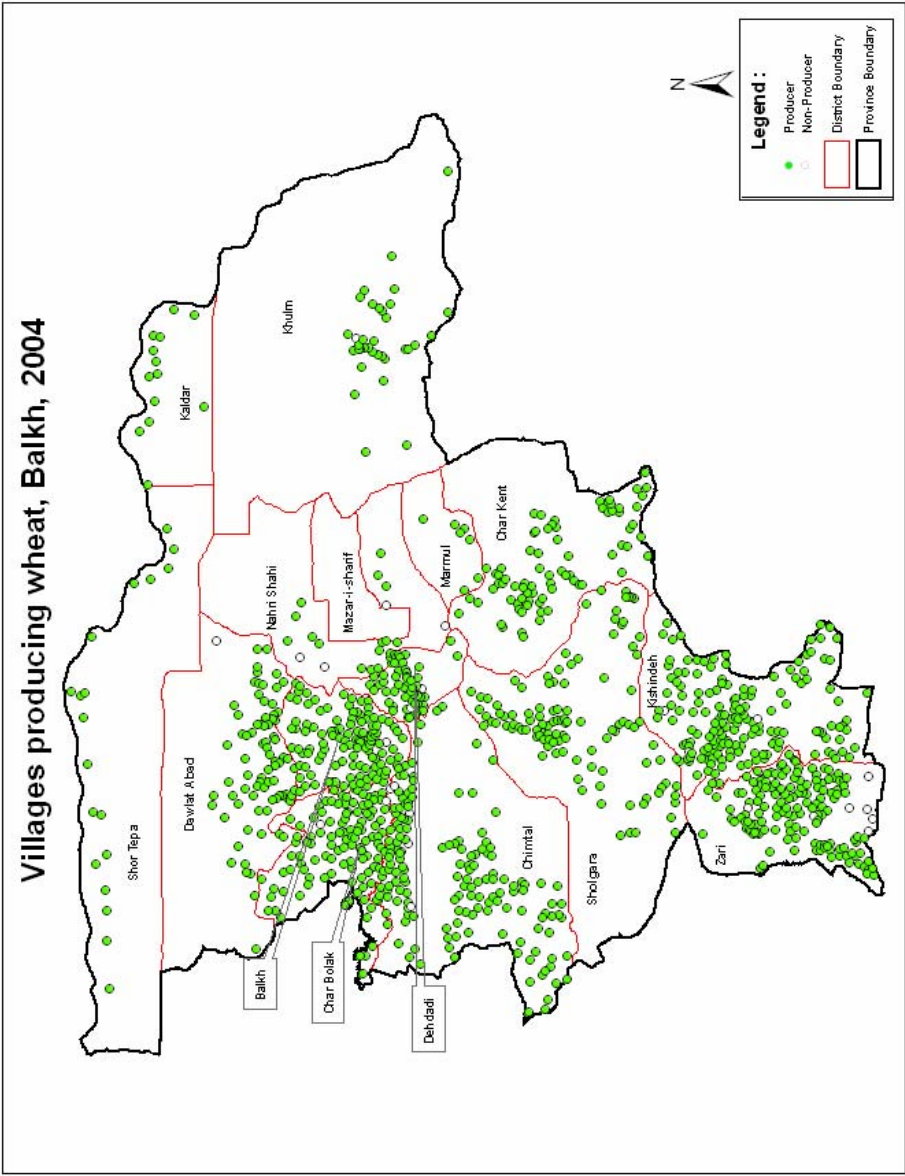 Villages producing wheat, Balkh, 2004
Shor Tepa
Kaldar
Dawlat Abad
Khulm
Nahri Shahi
Mazar-i-sharif
Balkh
Char Bolak
Marmul
Dehdadi
Char Kent
Chimtal
Sholgara
Kishindeh
Zari
N
Legend :
Producer
Non-Producer
District Boundary
Province Boundary